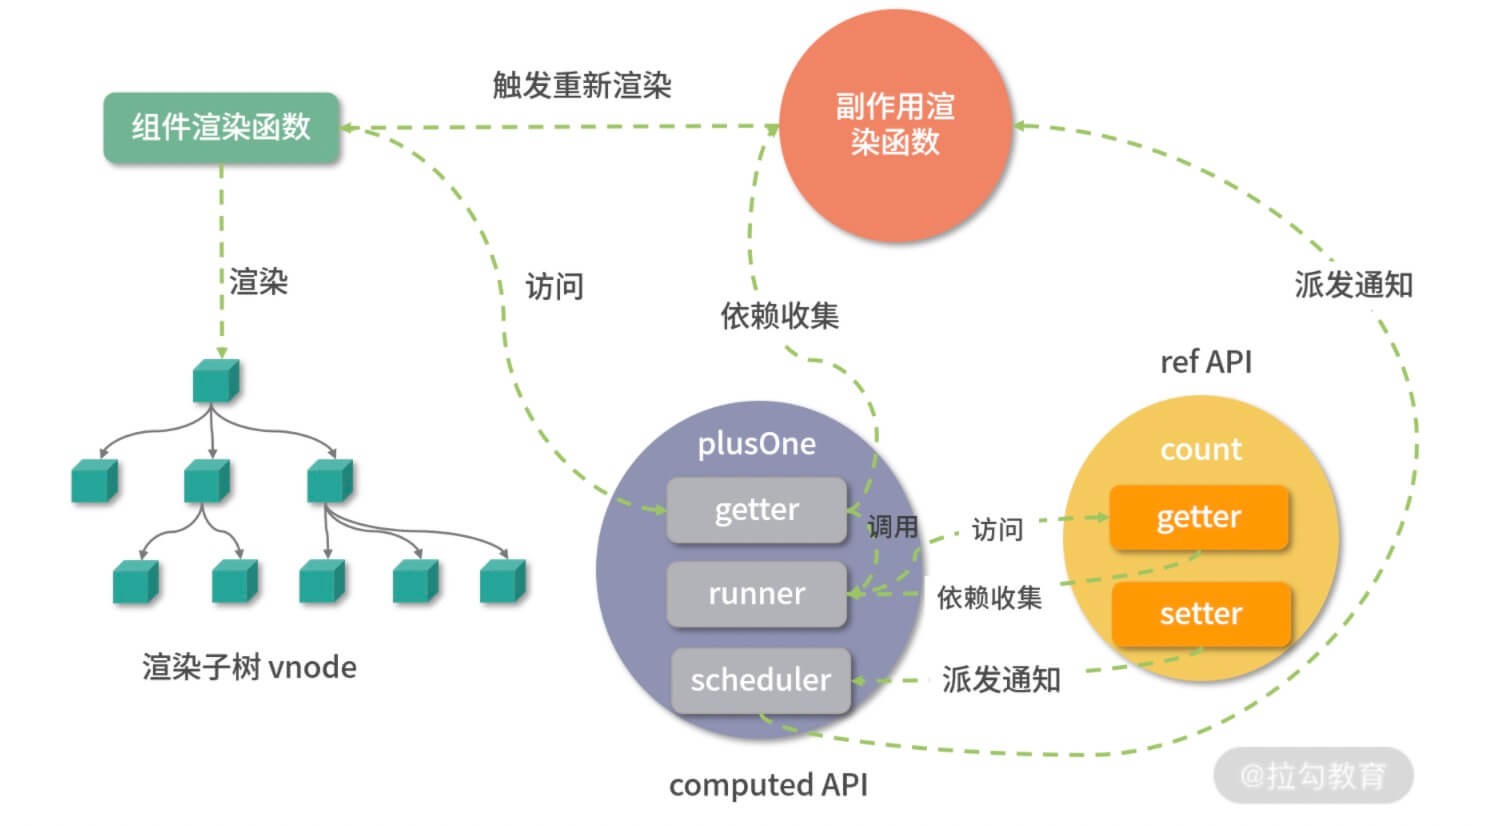 触发重新渲染
组件渲染函数
副作用渲
染函数
渲染
访问
依赖收集
派发通知
ref API
plusOne
count
getter
调用
访问
getter
runner
依赖收集
setter
scheduler
派发通知
渲染子树 vnode
computed API
@拉勾教育